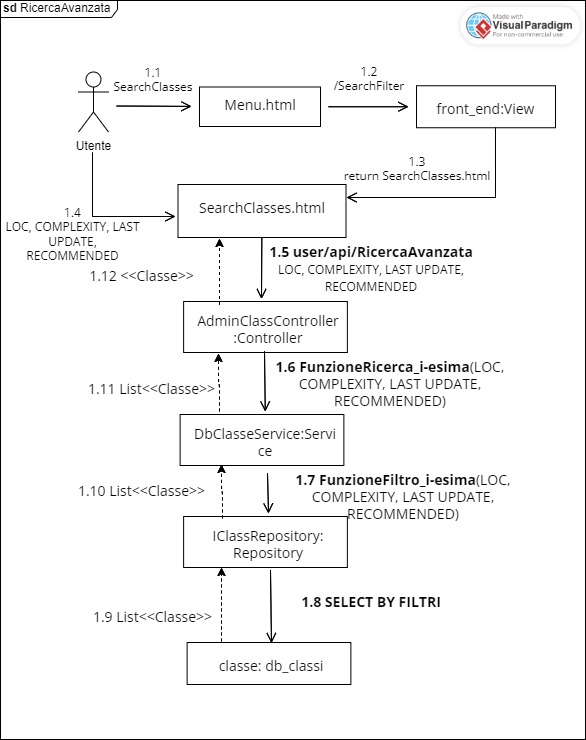 sd RicercaAvanzata
Made with
VisualParadigm
For non-commercial use
1.1
SearchClasses
1.2
/SearchFilter
Menu.html
front_end:View
Utente
1.3
return SearchClasses.html
1.4
LOC, COMPLEXITY, LAST
UPDATE,
RECOMMENDED
SearchClasses.html
1.5 user/api/RicercaAvanzata
LOC, COMPLEXITY, LAST UPDATE,
RECOMMENDED
1.12 <<Classe>>
AdminClassController
:Controller
1.6 FunzioneRicerca_i-esima(LOC,
COMPLEXITY, LAST UPDATE,
RECOMMENDED)
1.11 List<<Classe>>
DbClasseService:Servi
ce
1.7 FunzioneFiltro_i-esima(LOC,
COMPLEXITY, LAST UPDATE,
RECOMMENDED)
1.10 List<<Classe>>
IClassRepository:
Repository
1.8 SELECT BY FILTRI
1.9 List<<Classe>>
classe: db_classi